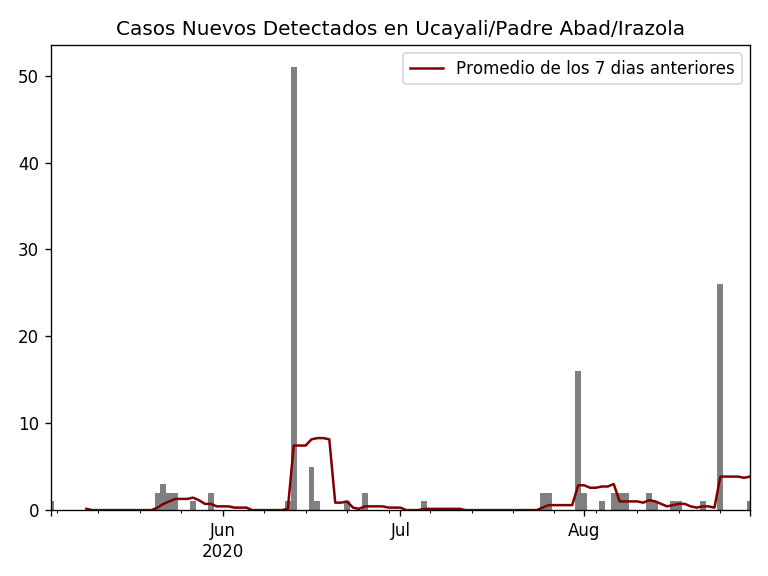 Casos Nuevos Detectados en Ucayali/Padre Abad/Irazola
Promedio de los 7 dias anteriores
50
40
30
20
10
0
Jun
2020
Jul
Aug